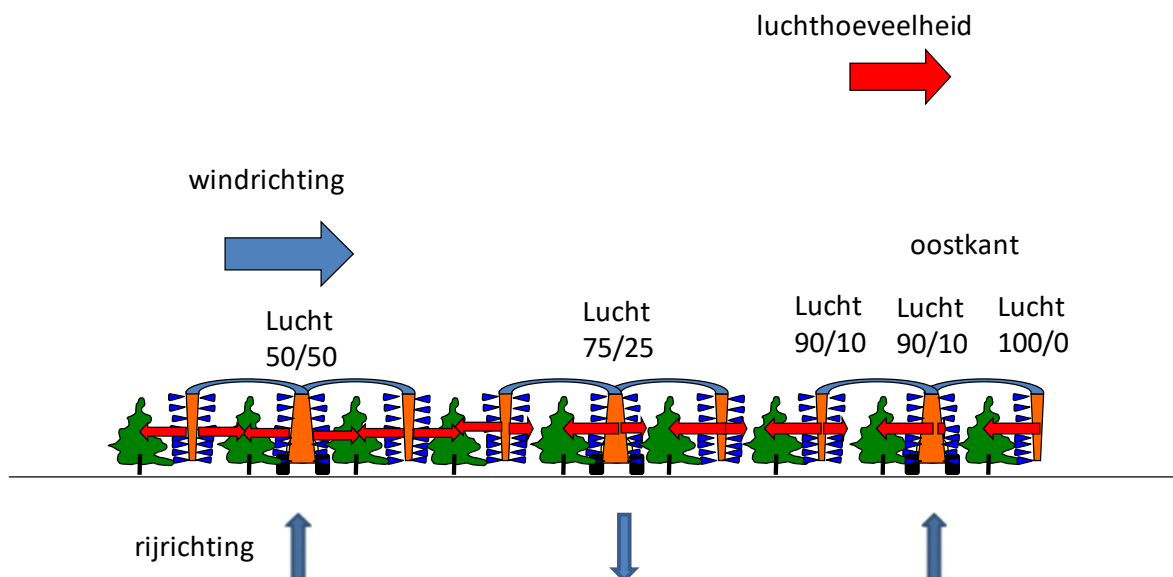 luchthoeveelheid
windrichting
oostkant
Lucht
50/50
Lucht
75/25
Lucht
90/10
Lucht
90/10
Lucht
100/0
rijrichting